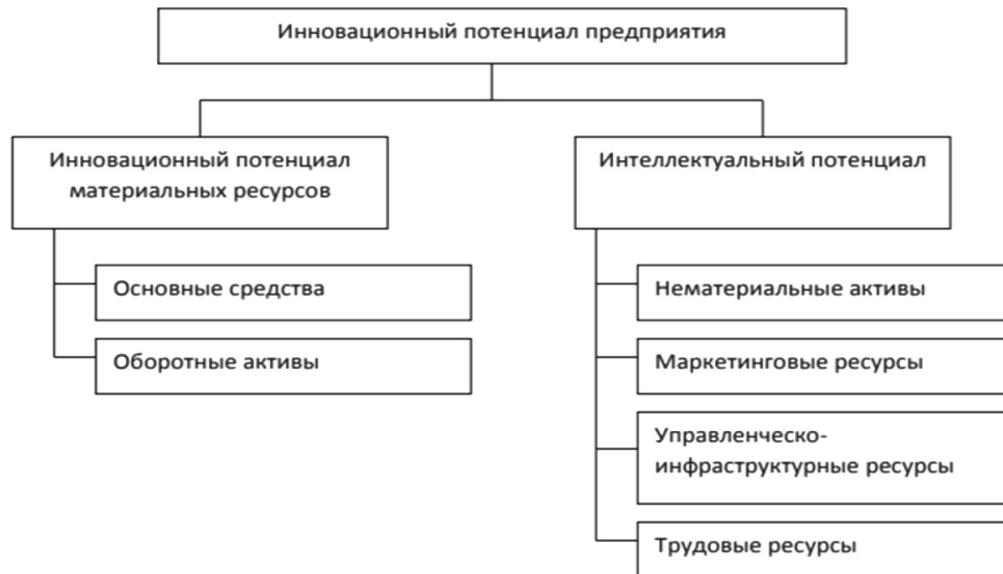 Инновационный потенциал предприятия
Инновационный потенциал
материальных ресурсов
Основные средства
Оборотные активы
Интеллектуальный потенциал
Нематериальные активы
Маркетинговые ресурсы
Управленческо-
инфраструктурные ресурсы
Трудовые ресурсы